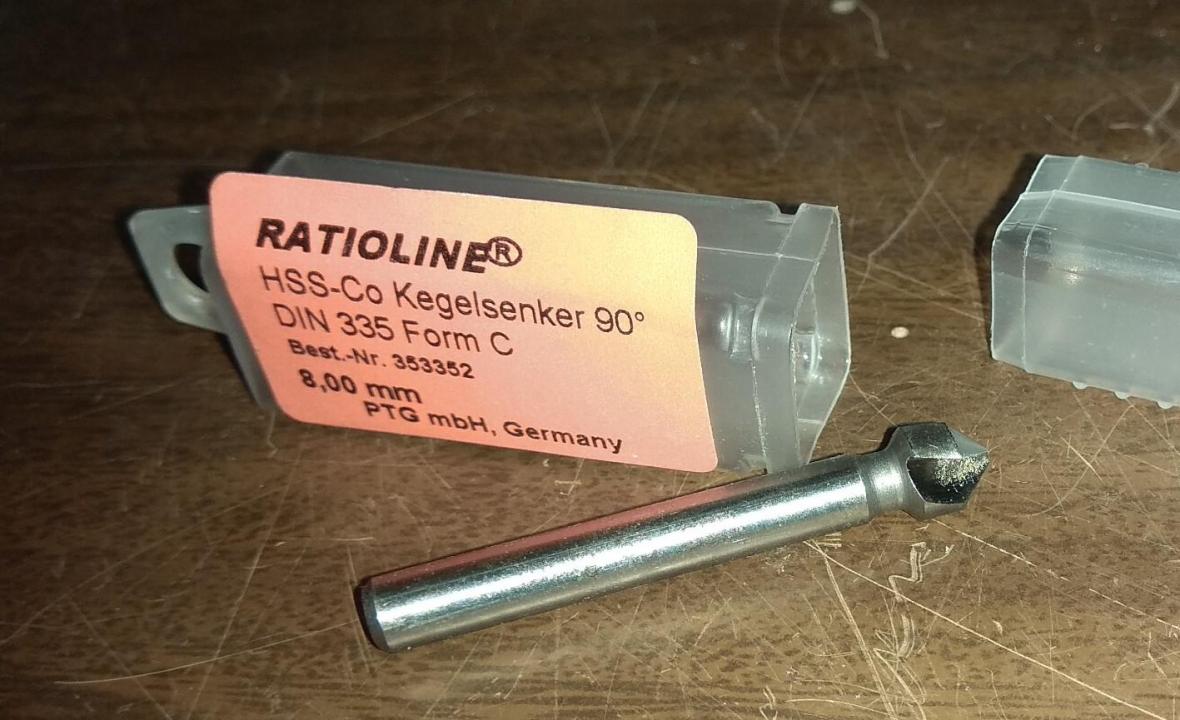 RATIOLINE®
HSS-Co Kegelsenker 90°
DIN 335 Form C
Best.-Nr. 353352
8,00 mm
PTG mbH, Germany